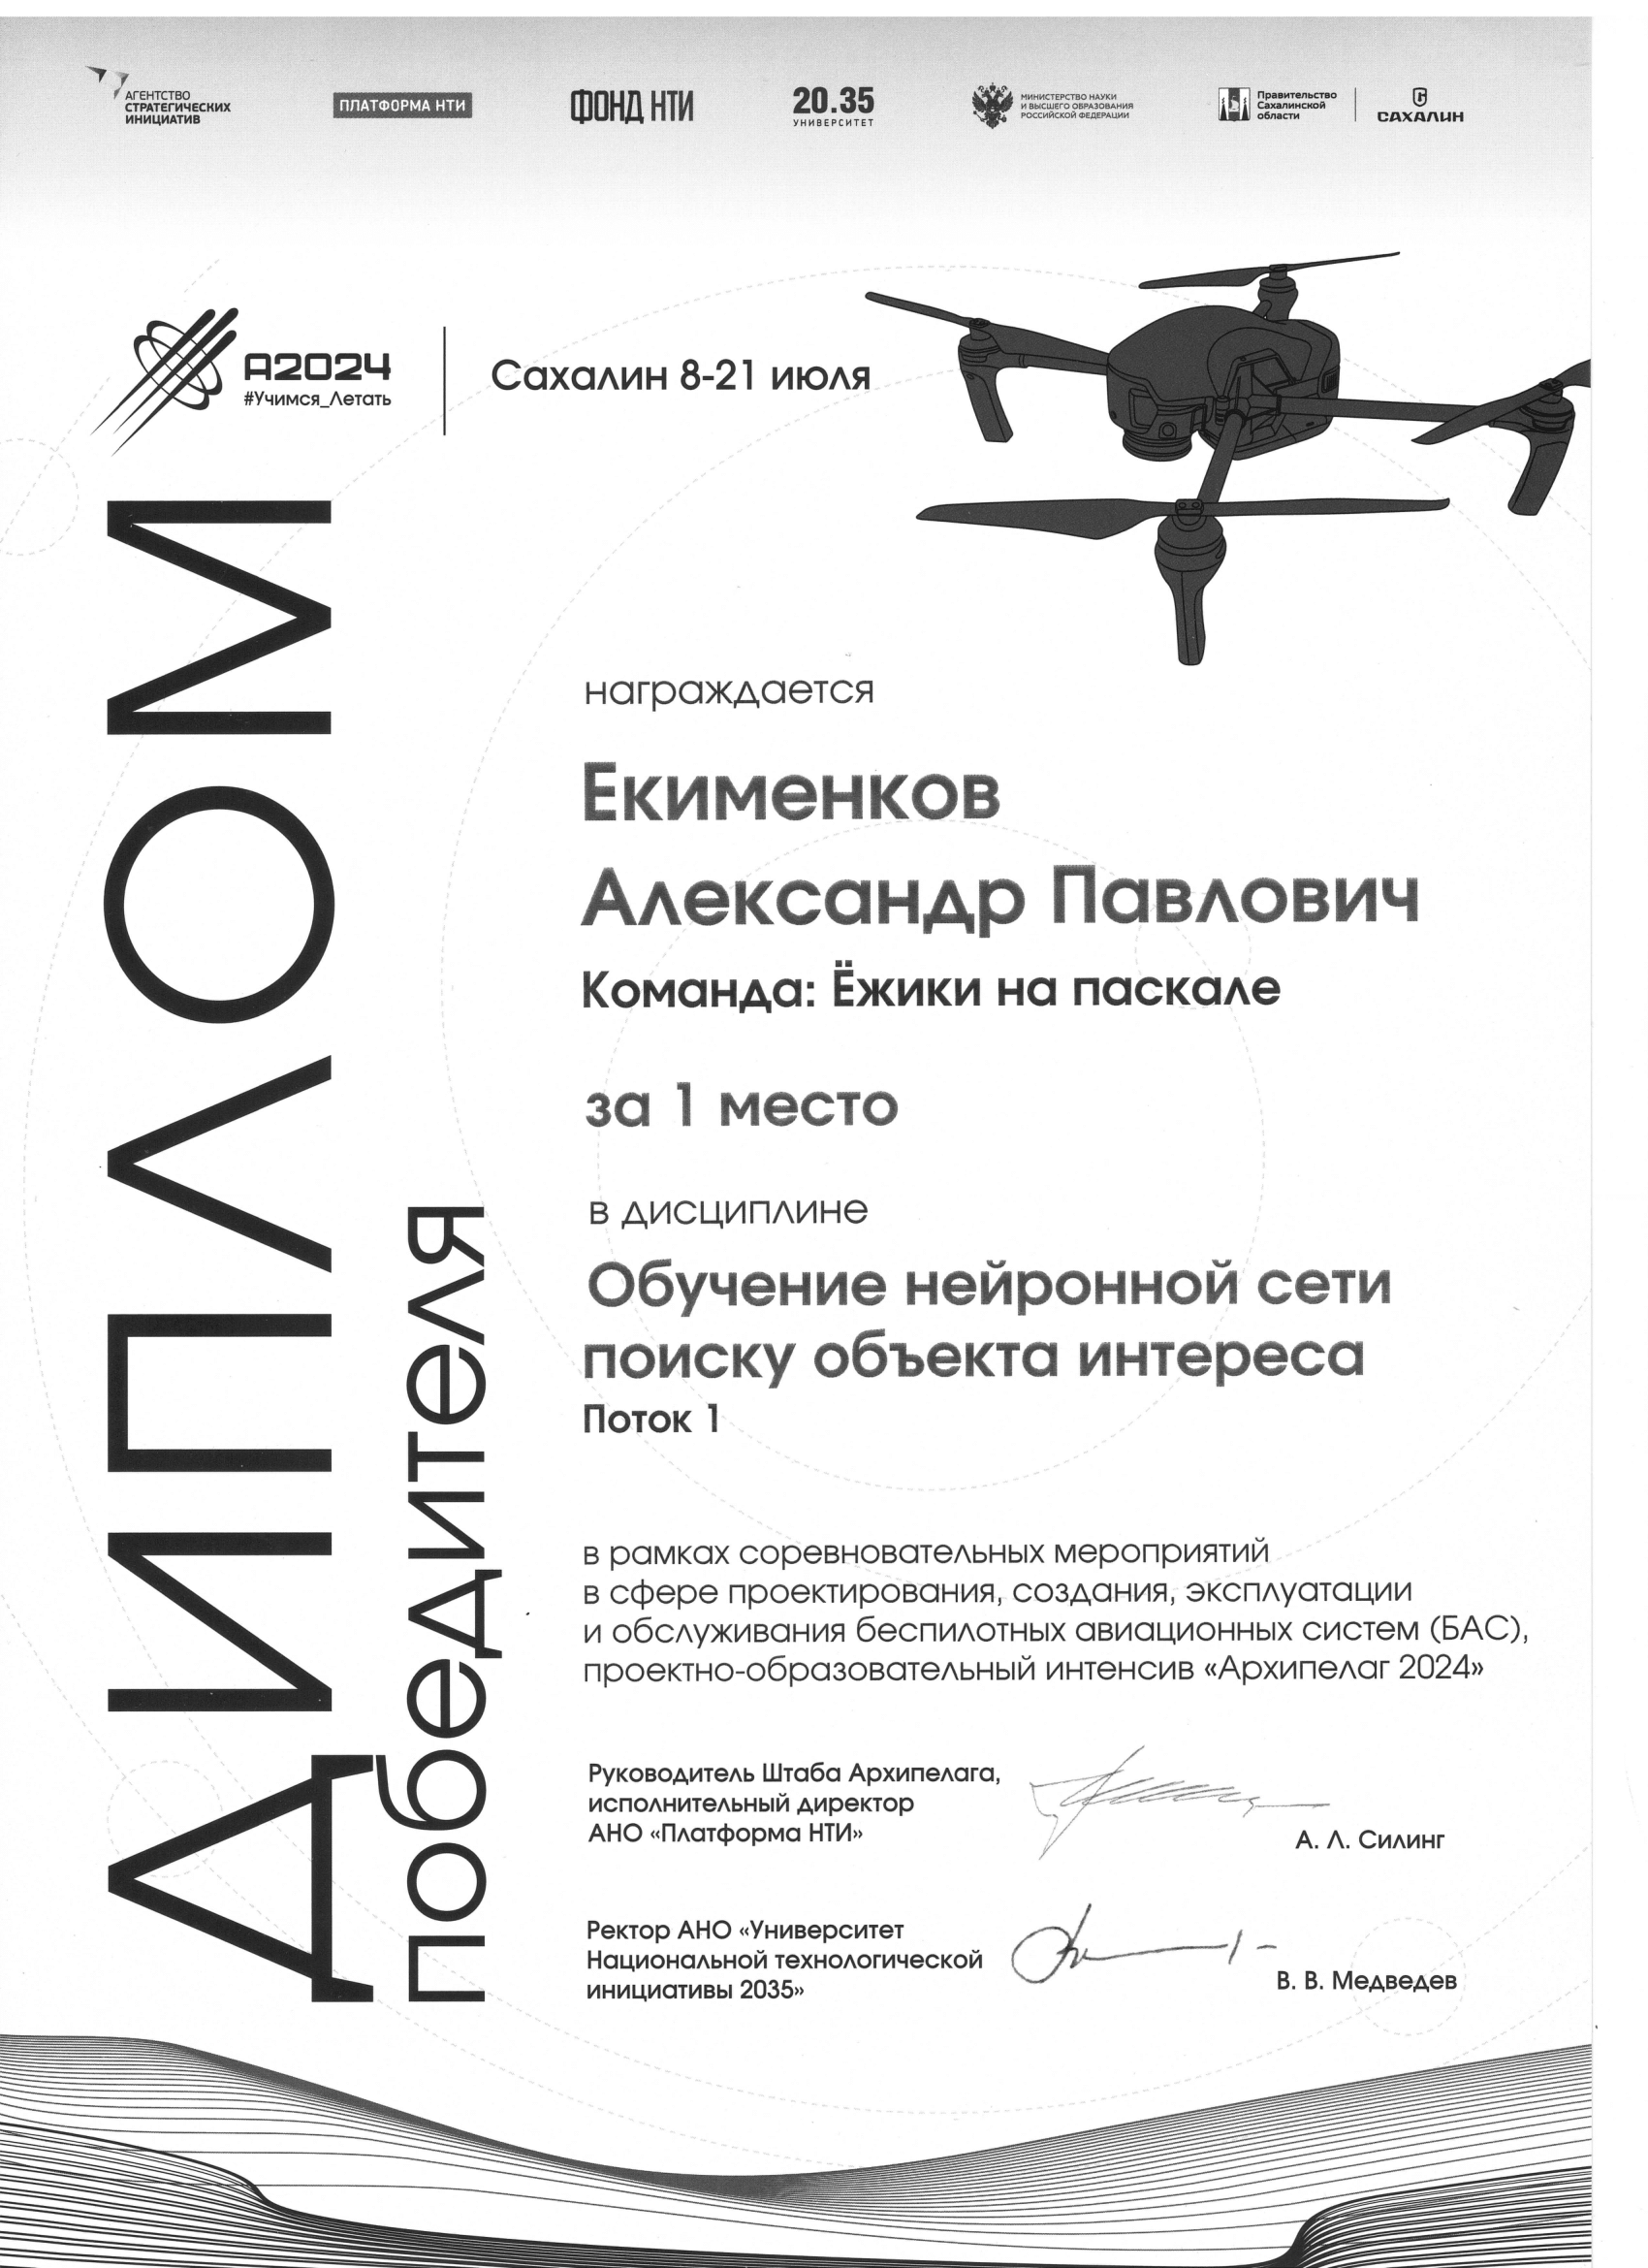 АГЕНТСТВО
СТРАТЕГИЧЕСКИХ
ИНИЦИАТИВ
ПЛАТФОРМА НТИ
ФОНД НТИ
20.35
УНИВЕРСИТЕТ
МИНИСТЕРСТВО НАУКИ
И ВЫСШЕГО ОБРАЗОВАНИЯ
РОССИЙСКОЙ ФЕДЕРАЦИИ
Правительство
Сахалинской
области
САХАЛИН
А2024
#Учимся_Летать
Сахалин 8-21 июля
ДИПЛОМ
победителя
награждается
Екименков
Александр Павлович
Команда: Ёжики на паскале
за 1 место
в дисциплине
Обучение нейронной сети
поиску объекта интереса
Поток 1
в рамках соревновательных мероприятий
в сфере проектирования, создания, эксплуатации
и обслуживания беспилотных авиационных систем (БАС),
проектно-образовательный интенсив «Архипелаг 2024»
Руководитель Штаба Архипелага,
исполнительный директор
АНО «Платформа НТИ»
А. Л. Силинг
Ректор АНО «Университет
Национальной технологической
инициативы 2035»
В. В. Медведев